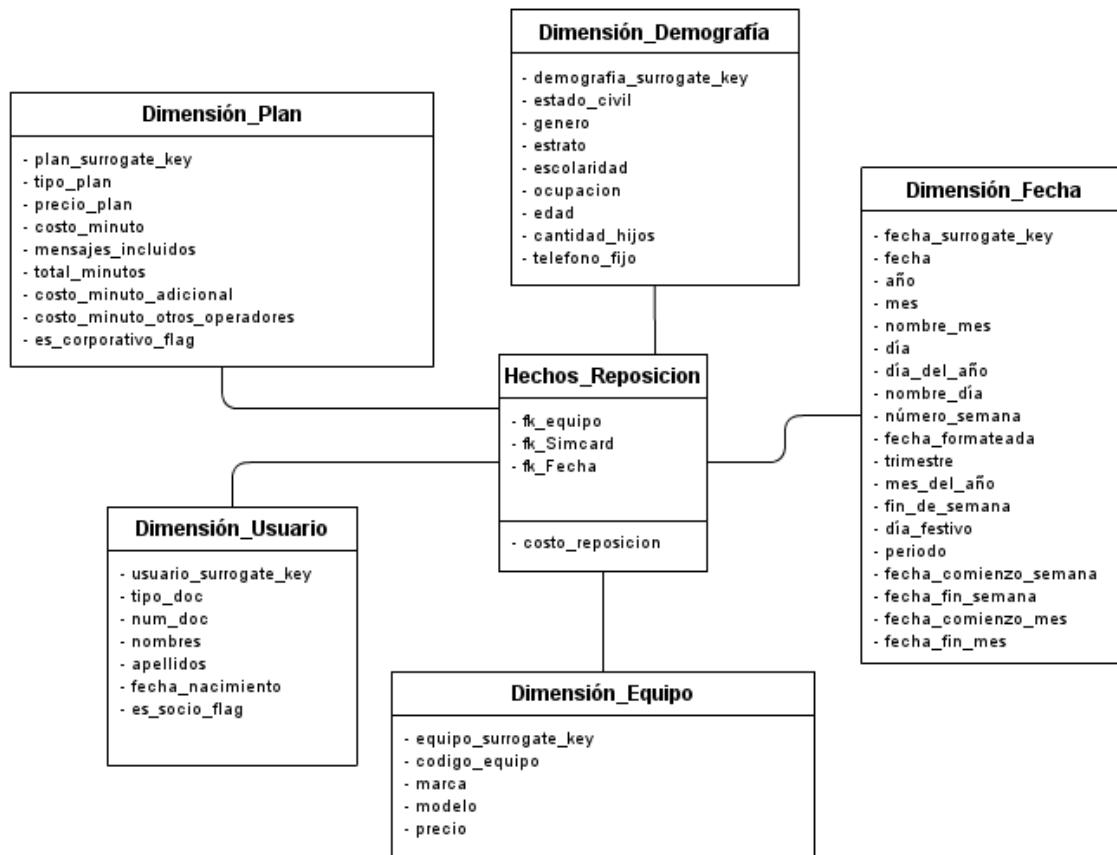 Dimensión_Demografía
- demografia_surrogate_key
- estado_civil
- genero
- estrato
- escolaridad
- ocupacion
- edad
- cantidad_hijos
- telefono_fijo
Dimensión_Plan
- plan_surrogate_key
- tipo_plan
- precio_plan
- costo_minuto
- mensajes_incluidos
- total_minutos
- costo_minuto_adicional
- costo_minuto_otros_operadores
- es_corporativo_flag
Dimensión_Fecha
- fecha_surrogate_key
- fecha
- año
- mes
- nombre_mes
- día
- día_del_año
- nombre_día
- número_semana
- fecha_formateada
- trimestre
- mes_del_año
- fin_de_semana
- día_festivo
- periodo
- fecha_comienzo_semana
- fecha_fin_semana
- fecha_comienzo_mes
- fecha_fin_mes
Hechos_Reposicion
- fk_equipo
- fk_Simcard
- fk_Fecha
- costo_reposicion
Dimensión_Usuario
- usuario_surrogate_key
- tipo_doc
- num_doc
- nombres
- apellidos
- fecha_nacimiento
- es_socio_flag
Dimensión_Equipo
- equipo_surrogate_key
- codigo_equipo
- marca
- modelo
- precio